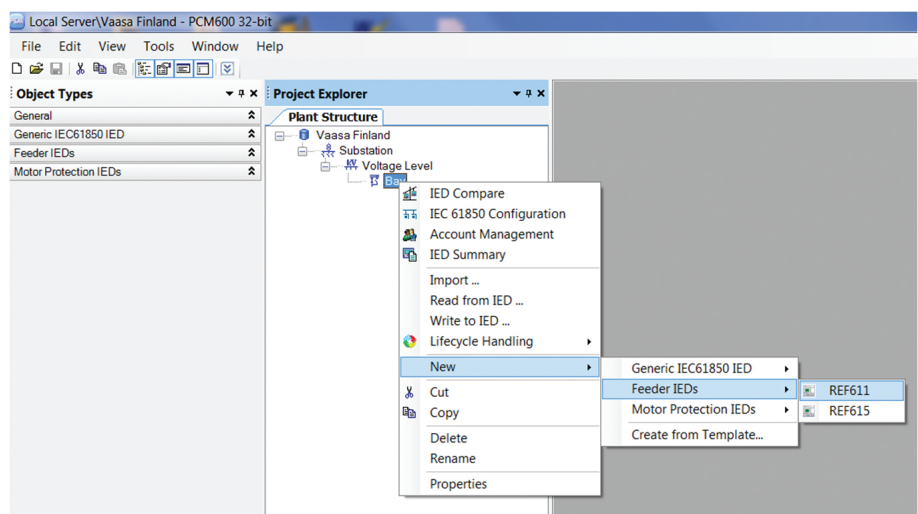 Local Server\Vaasa Finland - PCM600 32-bit
File Edit View Tools Window Help
Object Types
General
Generic IEC61850 IED
Feeder IEDs
Motor Protection IEDs
Project Explorer
Plant Structure
Vaasa Finland
Substation
Voltage Level
Bay
IED Compare
IEC 61850 Configuration
Account Management
IED Summary
Import ...
Read from IED ...
Write to IED ...
Lifecycle Handling
New
Cut
Copy
Delete
Rename
Properties
Generic IEC61850 IED
Feeder IEDs
Motor Protection IEDs
Create from Template...
REF611
REF615